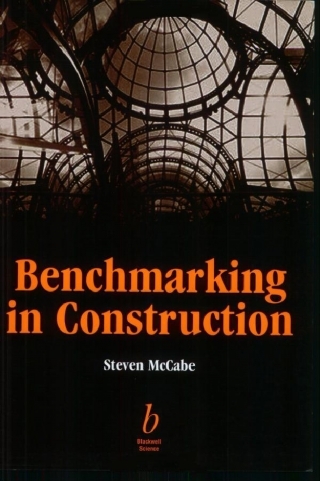 Benchmarking
in Construction
Steven McCabe
b
Blackwell
Science